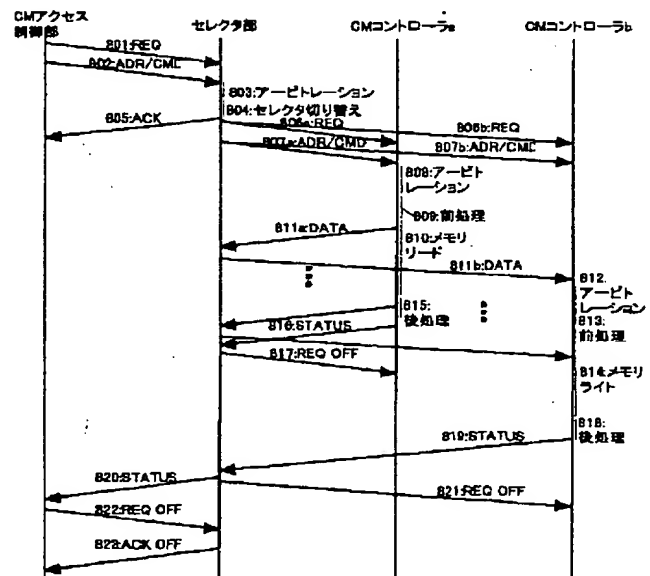 CMアクセス
制御部
セレクタ部
CMコントローラa
CMコントローラb
801:REQ
802:ADR/CMD
803:アービトレーション
804:セレクタ切り替え
805:ACK
806a:REQ
806b:REQ
807a:ADR/CMD
807b:ADR/CMD
808:アービト
レーション
809:前処理
811a:DATA
810:メモリ
リード
811b:DATA
812:
アービト
レーション
815:
後処理
813:
前処理
816:STATUS
817:REQ OFF
814:メモリ
ライト
818:
後処理
819:STATUS
820:STATUS
821:REQ OFF
822:REQ OFF
823:ACK OFF